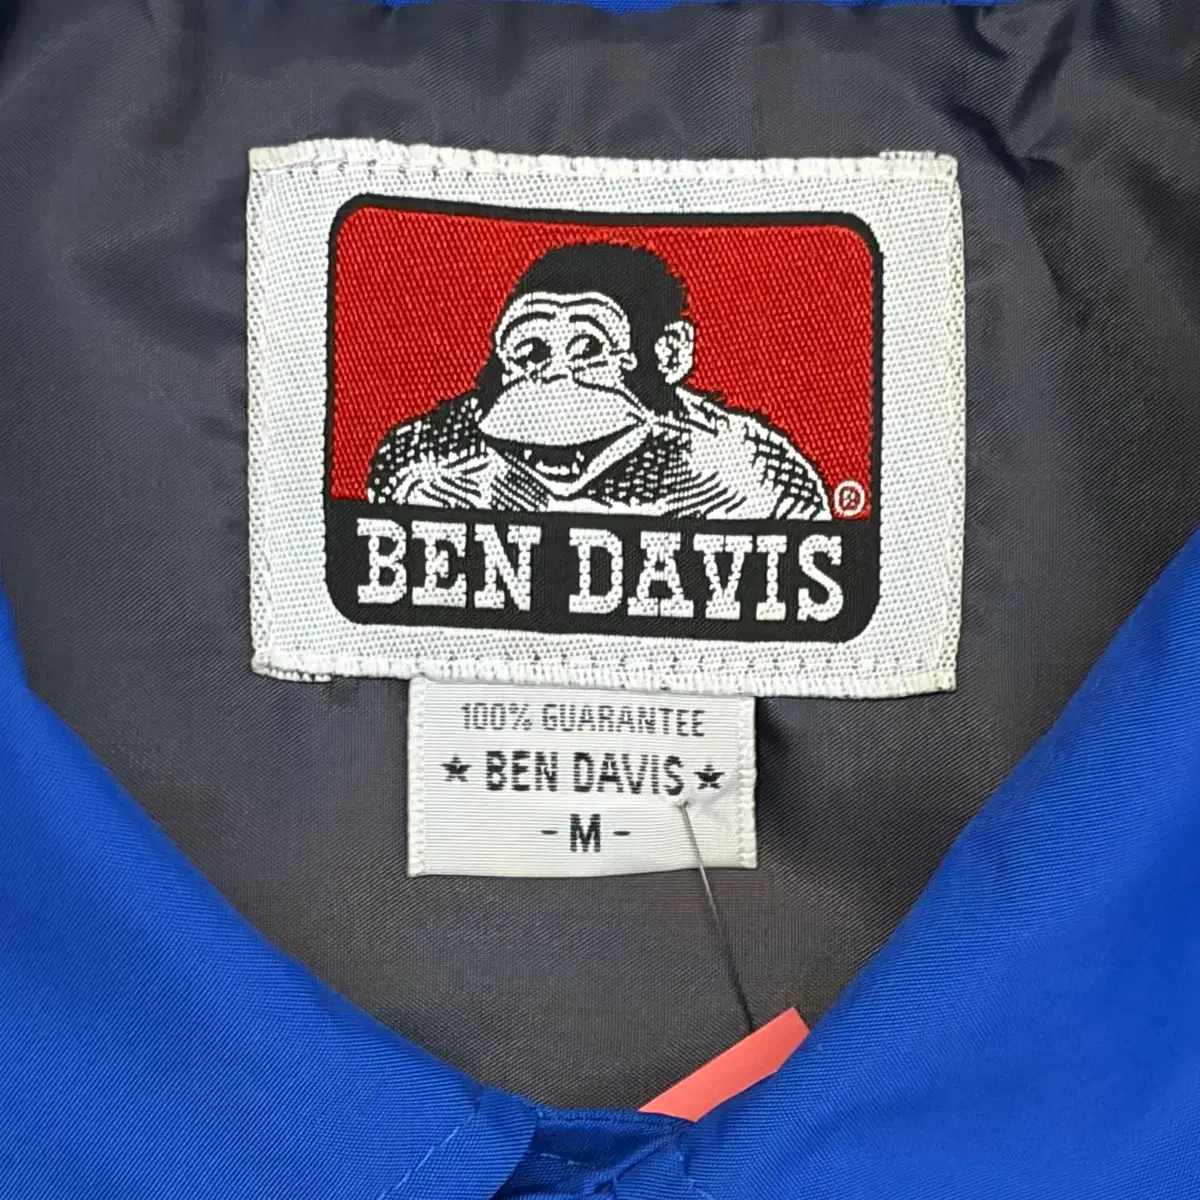 ®
BEN DAVIS
100% GUARANTEE
★ BEN DAVIS ★
- M -